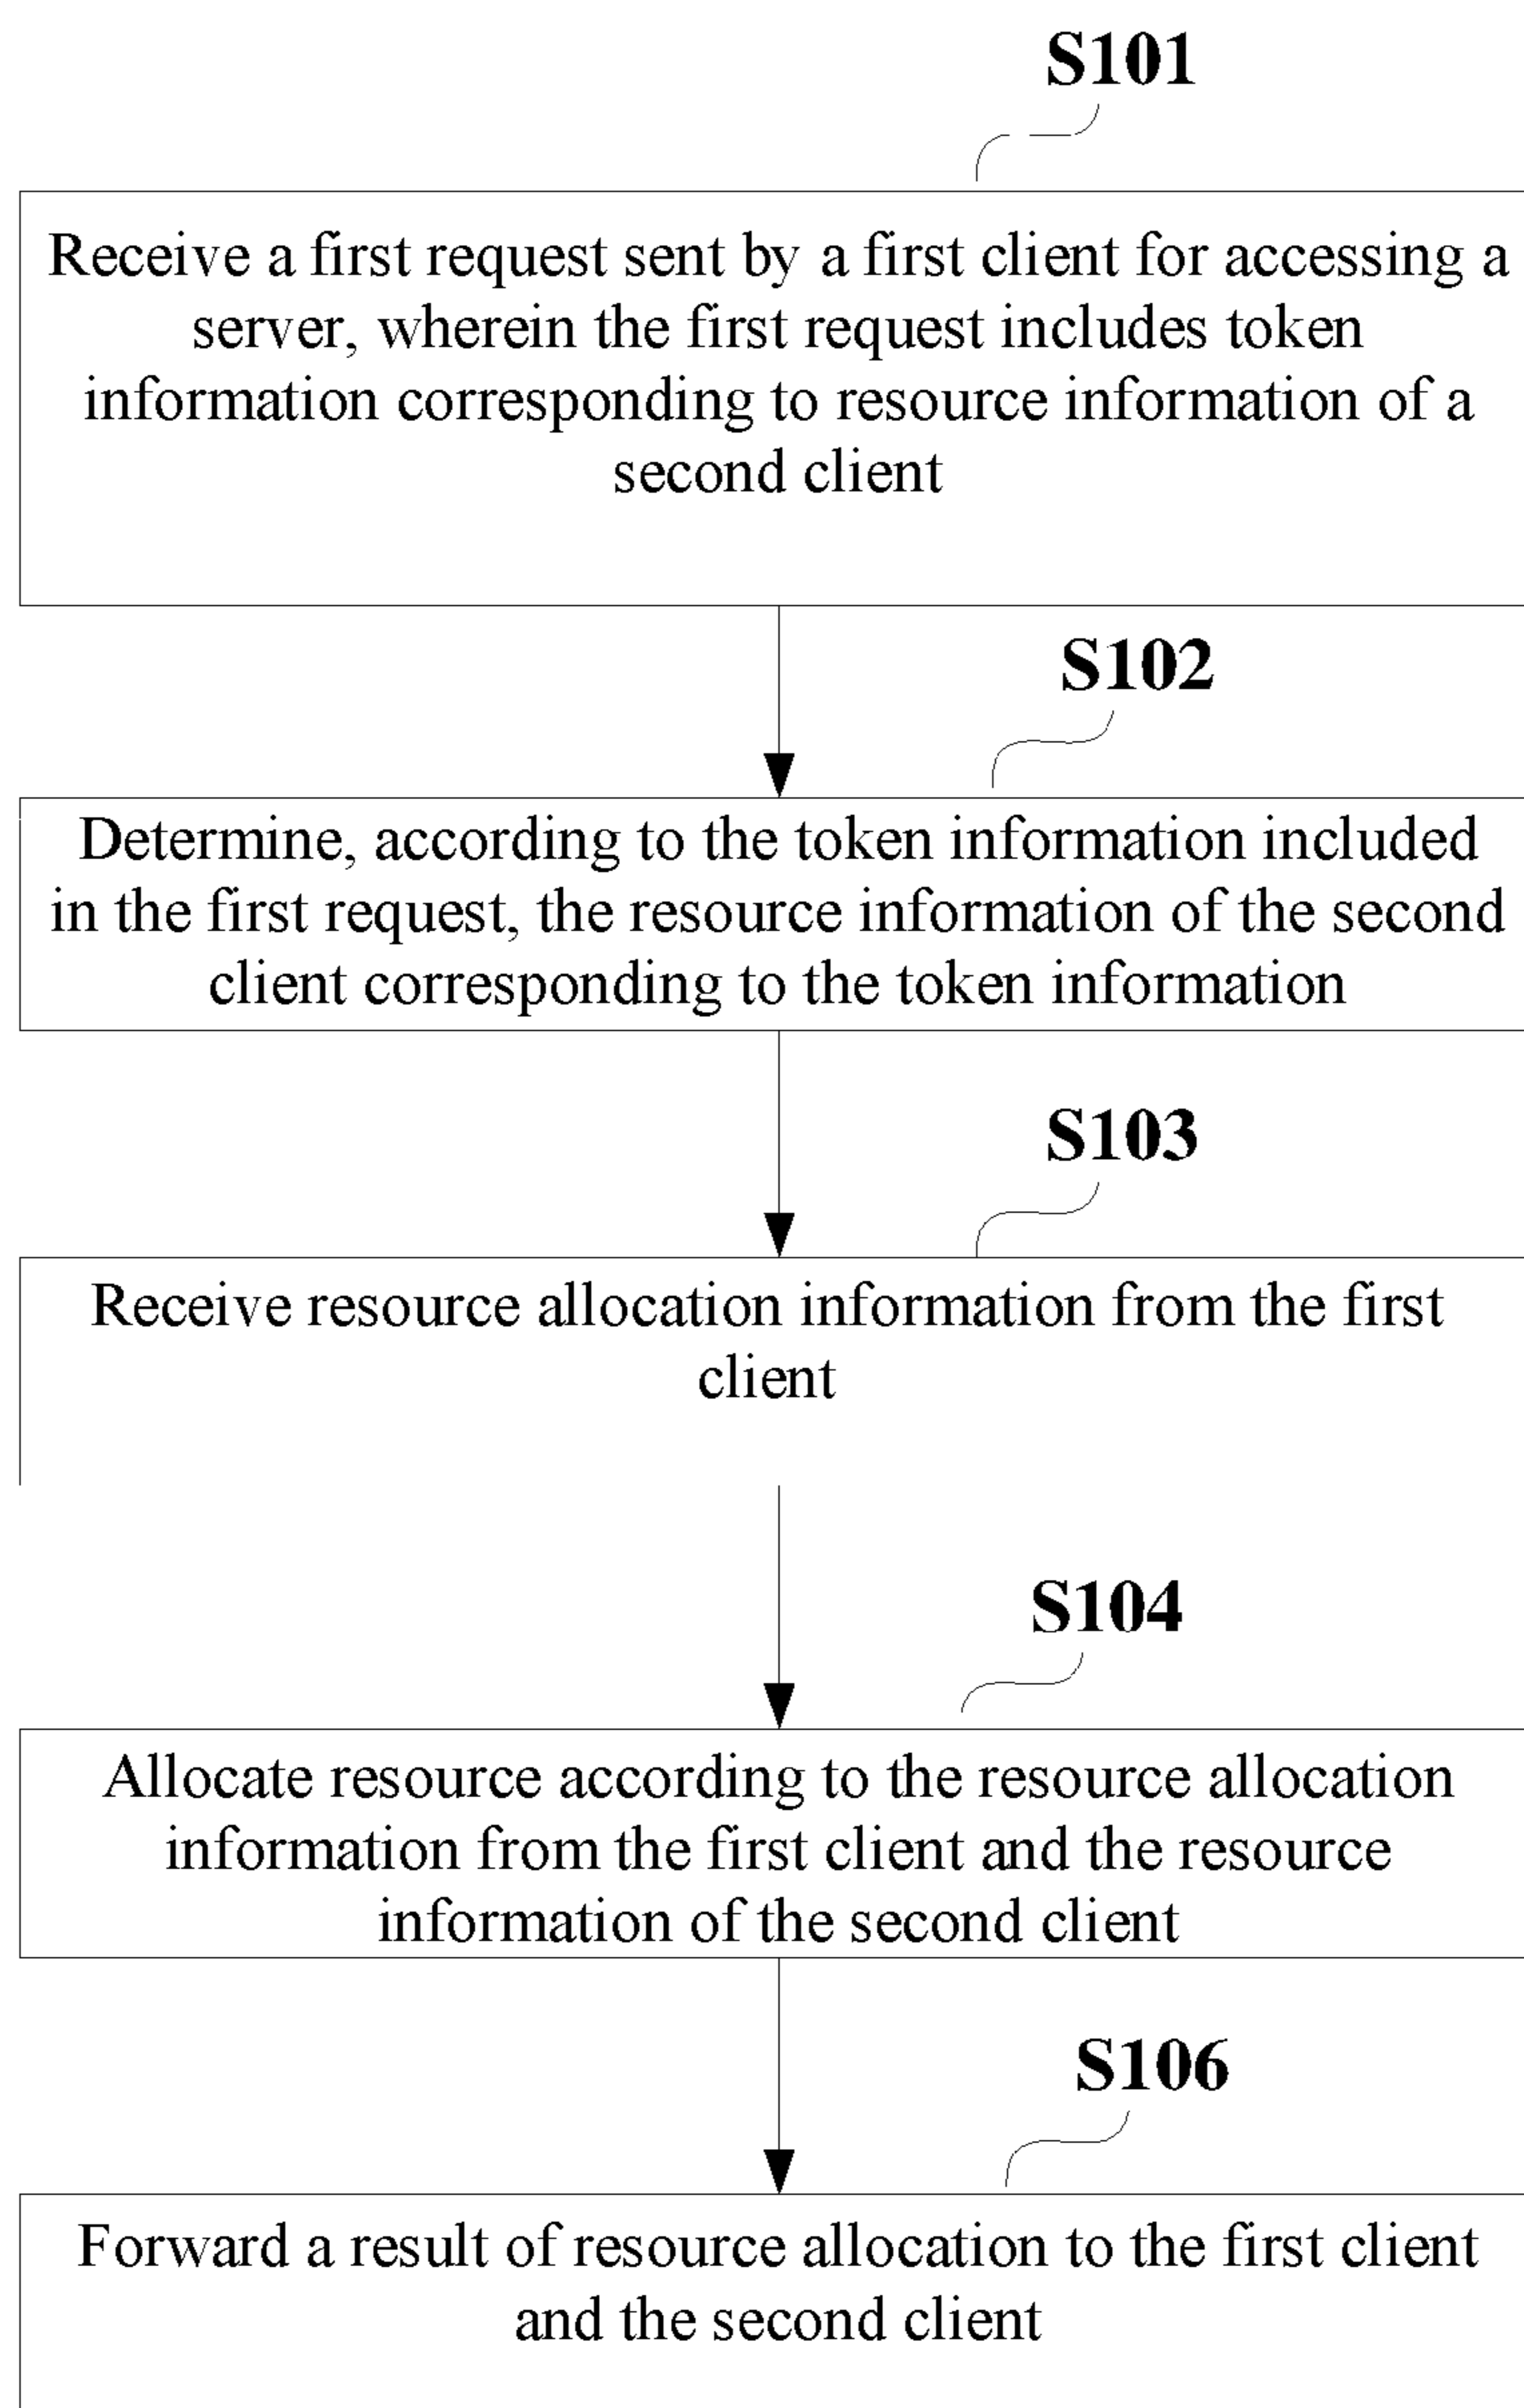 S101
Receive a first request sent by a first client for accessing a
server, wherein the first request includes token
information corresponding to resource information of a
second client
S102
Determine, according to the token information included
in the first request, the resource information of the second
client corresponding to the token information
S103
Receive resource allocation information from the first
client
S104
Allocate resource according to the resource allocation
information from the first client and the resource
information of the second client
S106
Forward a result of resource allocation to the first client
and the second client